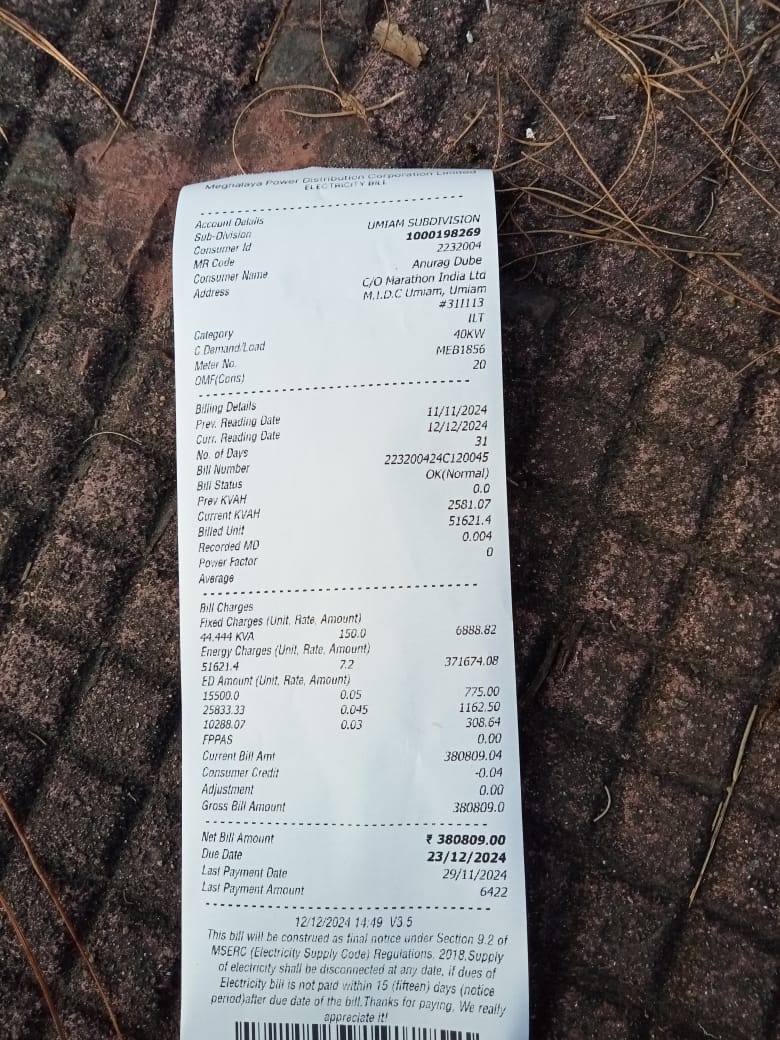 Meghalaya Power Distribution Corporation Limited
ELECTRICITY BILL
Account Details
Sub-Division UMIAM SUBDIVISION
Consumer Id 1000198269
MR Code 2232004
Consumer Name Anurag Dube
Address C/O Marathon India Ltd
M.I.D.C Umiam, Umiam
#311113
Category ILT
C.Demand/Load 40KW
Meter No. MEB1856
OMF(Cons) 20
Billing Details
Prev. Reading Date 11/11/2024
Curr. Reading Date 12/12/2024
No. of Days 31
Bill Number 223200424C120045
Bill Status OK(Normal)
Prev KVAH 0.0
Current KVAH 2581.07
Billed Unit 51621.4
Recorded MD 0.004
Power Factor 0
Average
Bill Charges
Fixed Charges (Unit, Rate, Amount)
44.444 KVA 150.0 6888.82
Energy Charges (Unit, Rate, Amount)
51621.4 7.2 371674.08
ED Amount (Unit, Rate, Amount)
15500.0 0.05 775.00
25833.33 0.045 1162.50
10288.07 0.03 308.64
FPPAS 0.00
Current Bill Amt 380809.04
Consumer Credit -0.04
Adjustment 0.00
Gross Bill Amount 380809.0
Net Bill Amount ₹ 380809.00
Due Date 23/12/2024
Last Payment Date 29/11/2024
Last Payment Amount 6422
12/12/2024 14:49 V3.5
This bill will be construed as final notice under Section 9.2 of
MSERC (Electricity Supply Code) Regulations, 2018.Supply
of electricity shall be disconnected at any date, if dues of
Electricity bill is not paid within 15 (fifteen) days (notice
period)after due date of the bill.Thanks for paying, We really
appreciate it!